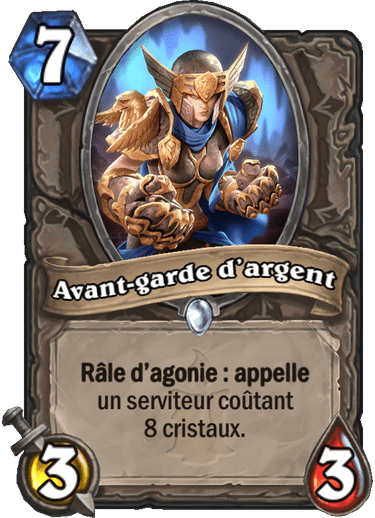 7
Avant-garde d'argent
Râle d'agonie : appelle
un serviteur coûtant
8 cristaux.
3
3